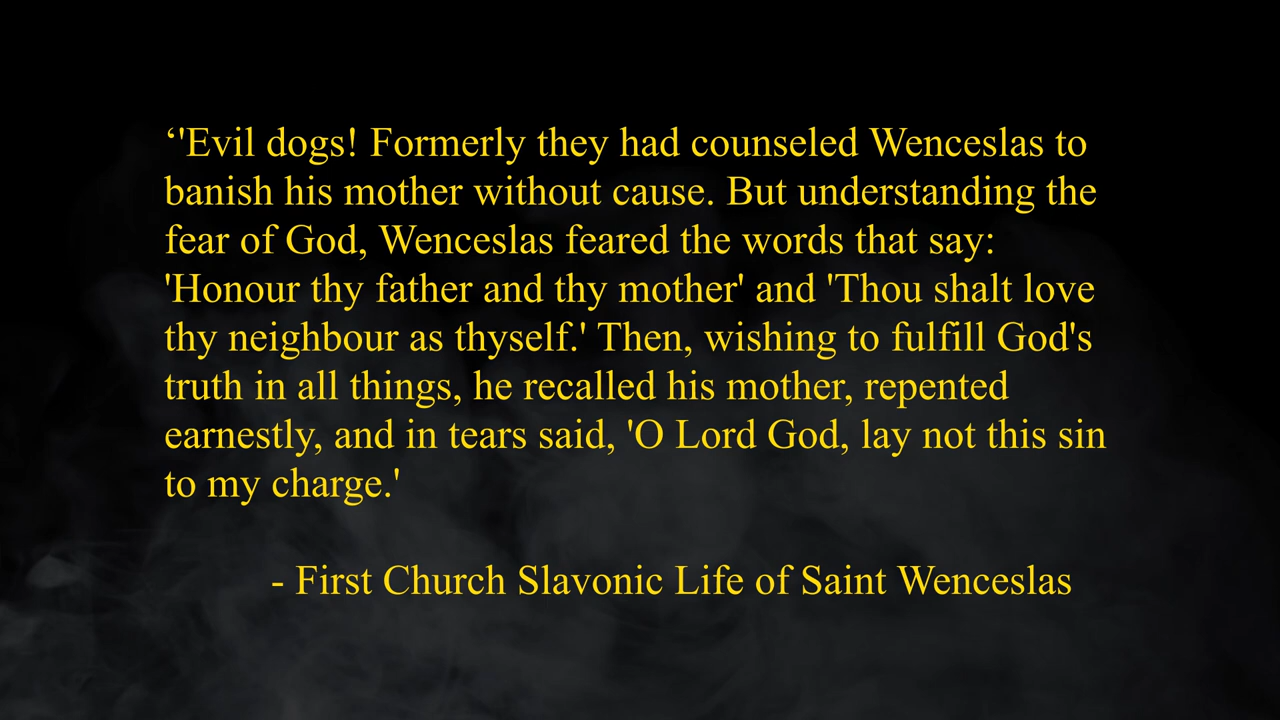 ‘'Evil dogs! Formerly they had counseled Wenceslas to
banish his mother without cause. But understanding the
fear of God, Wenceslas feared the words that say:
'Honour thy father and thy mother' and 'Thou shalt love
thy neighbour as thyself.' Then, wishing to fulfill God's
truth in all things, he recalled his mother, repented
earnestly, and in tears said, 'O Lord God, lay not this sin
to my charge.'
- First Church Slavonic Life of Saint Wenceslas